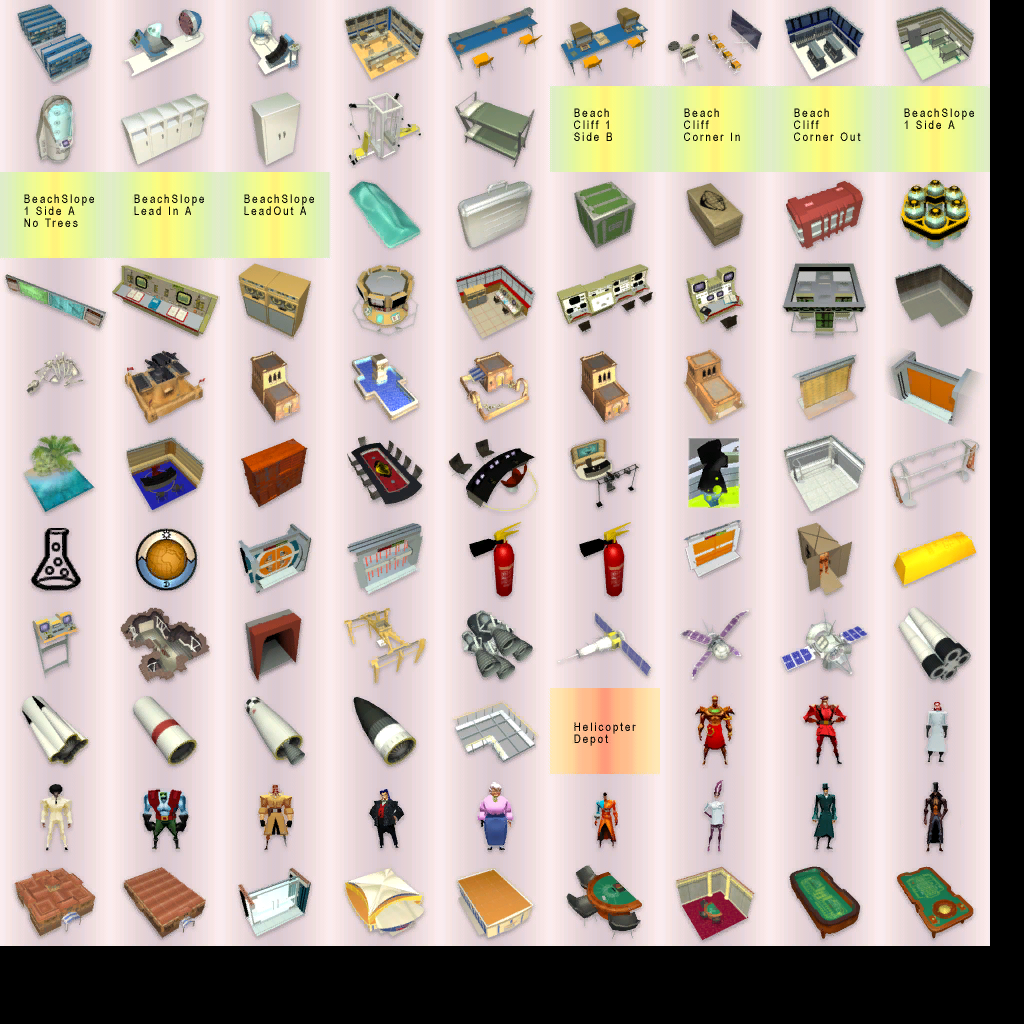 Beach
Cliff 1
Side B
Beach
Cliff
Corner In
Beach
Cliff
Corner Out
BeachSlope
1 Side A
BeachSlope
1 Side A
No Trees
BeachSlope
Lead In A
BeachSlope
LeadOut A
Helicopter
Depot